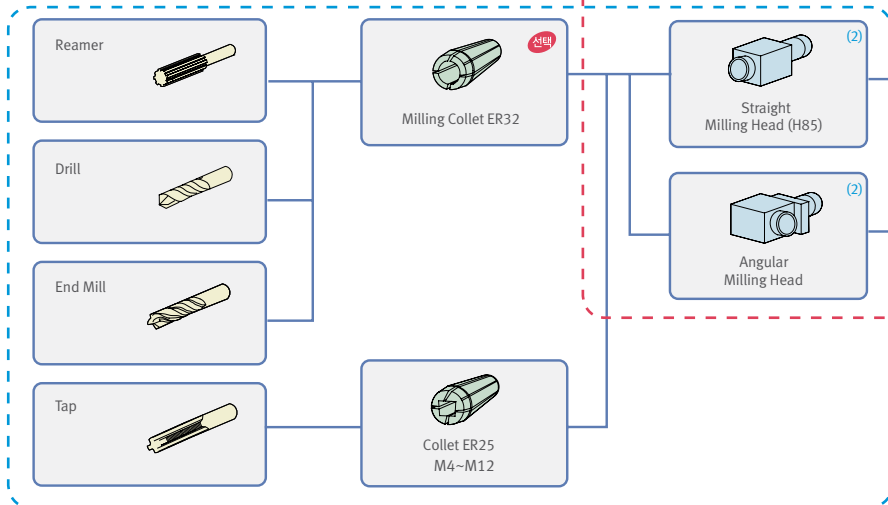 Reamer
선택
Milling Collet ER32
(2)
Straight
Milling Head (H85)
Drill
(2)
Angular
Milling Head
End Mill
Tap
Collet ER25
M4~M12